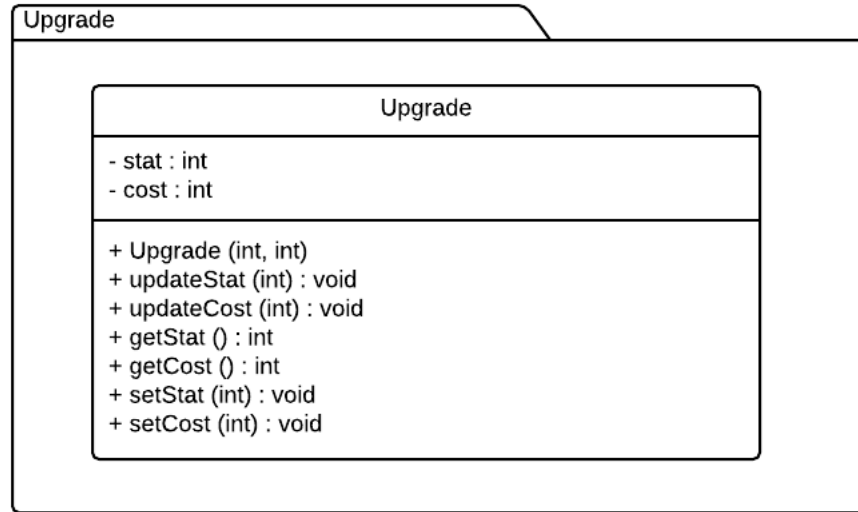 Upgrade
Upgrade
- stat : int
- cost : int
+ Upgrade (int, int)
+ updateStat (int) : void
+ updateCost (int) : void
+ getStat () : int
+ getCost () : int
+ setStat (int) : void
+ setCost (int) : void